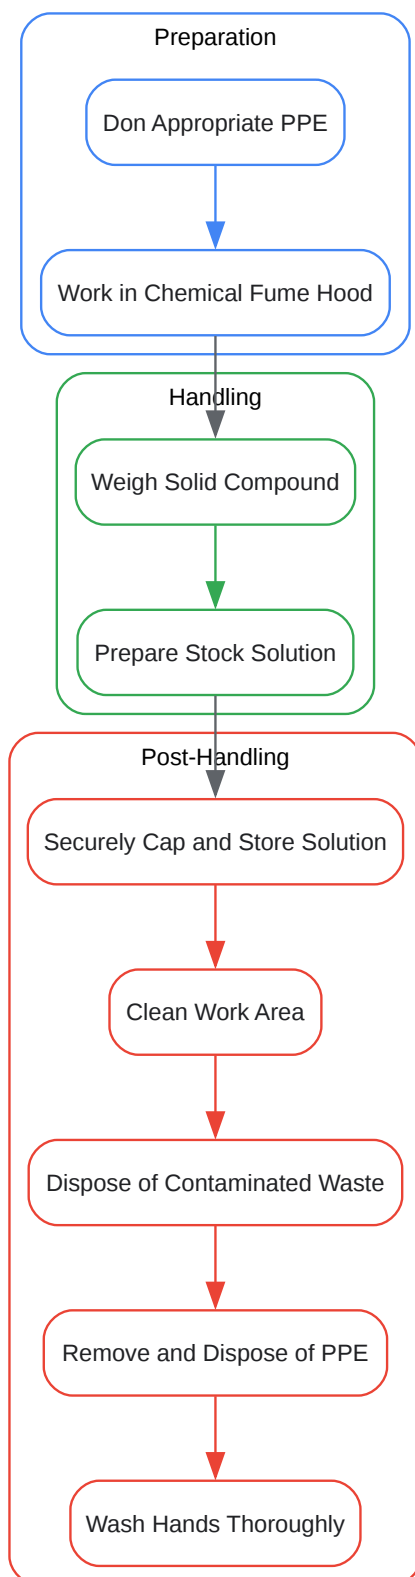 Preparation
Don Appropriate PPE
Work in Chemical Fume Hood
Handling
Weigh Solid Compound
Prepare Stock Solution
Post-Handling
Securely Cap and Store Solution
Clean Work Area
Dispose of Contaminated Waste
Remove and Dispose of PPE
Wash Hands Thoroughly